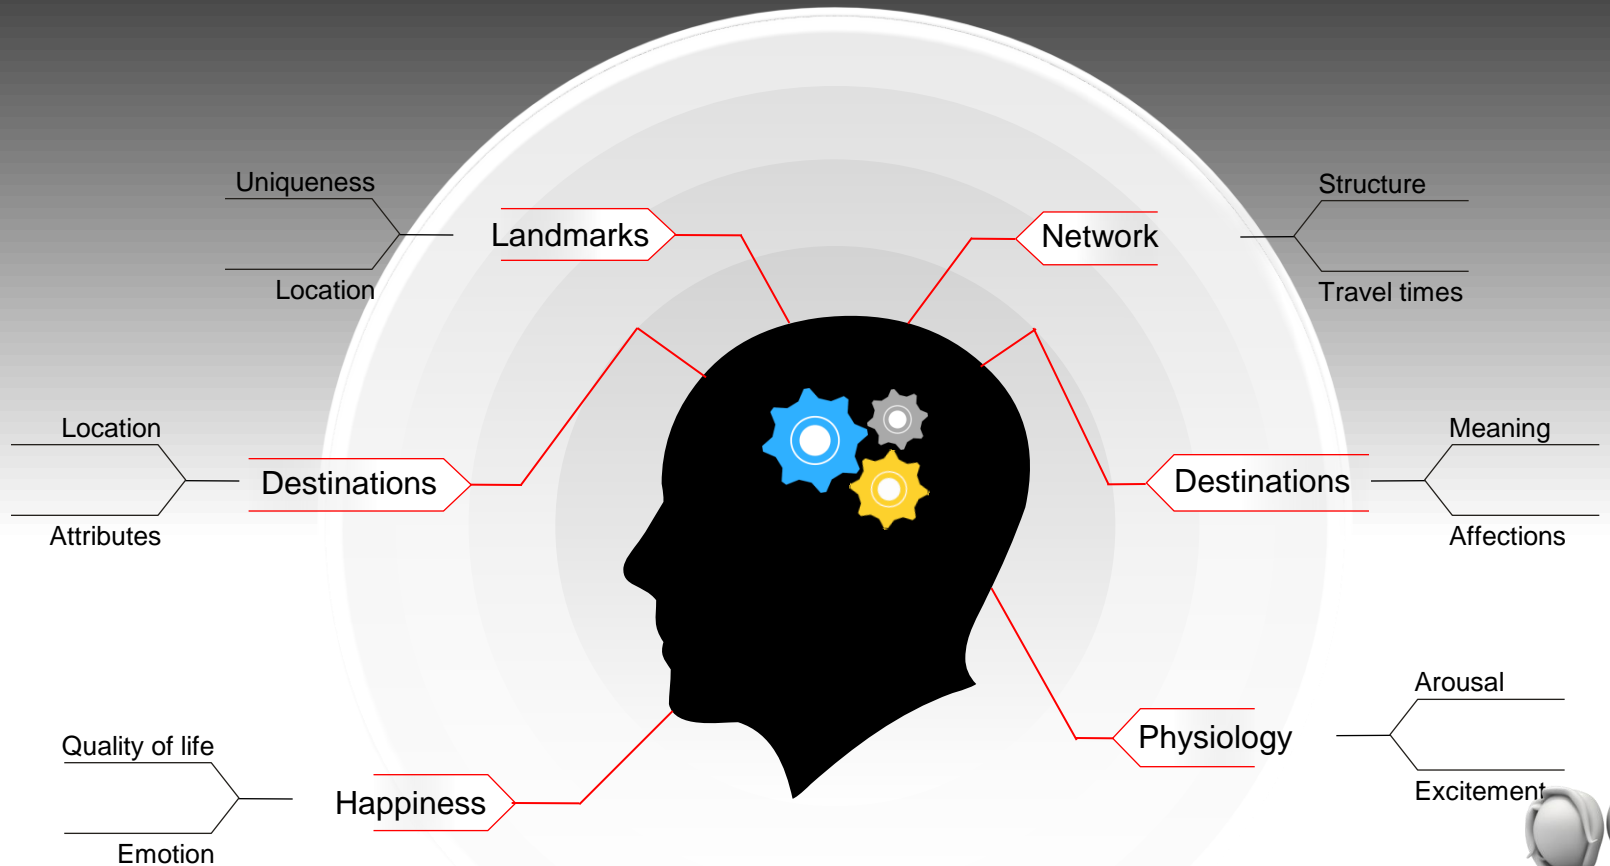 Uniqueness
Landmarks
Location
Structure
Network
Travel times
Location
Destinations
Attributes
Meaning
Destinations
Affections
Quality of life
Happiness
Emotion
Arousal
Physiology
Excitement